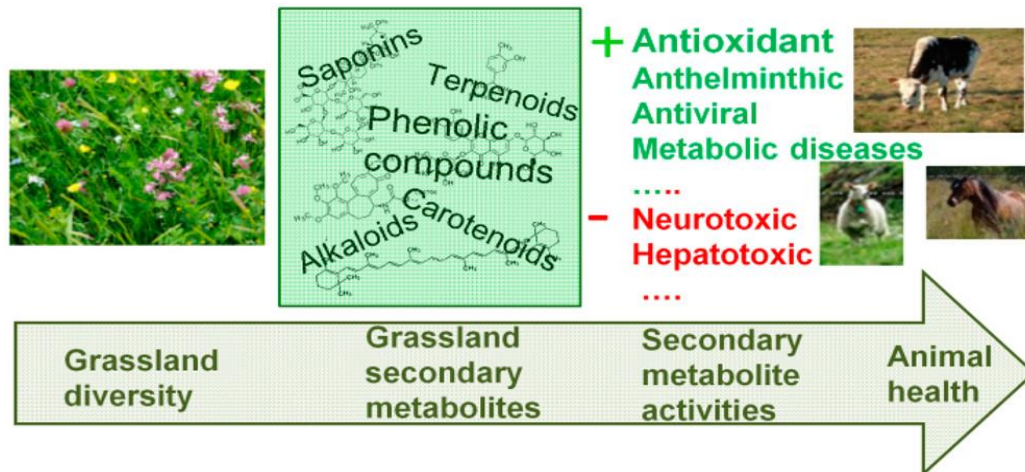 Saponins
Terpenoids
Phenolic
compounds
Carotenoids
Alkaloids
+ Antioxidant
Anthelminthic
Antiviral
Metabolic diseases
.....
- Neurotoxic
Hepatotoxic
....
Grassland
diversity
Grassland
secondary
metabolites
Secondary
metabolite
activities
Animal
health